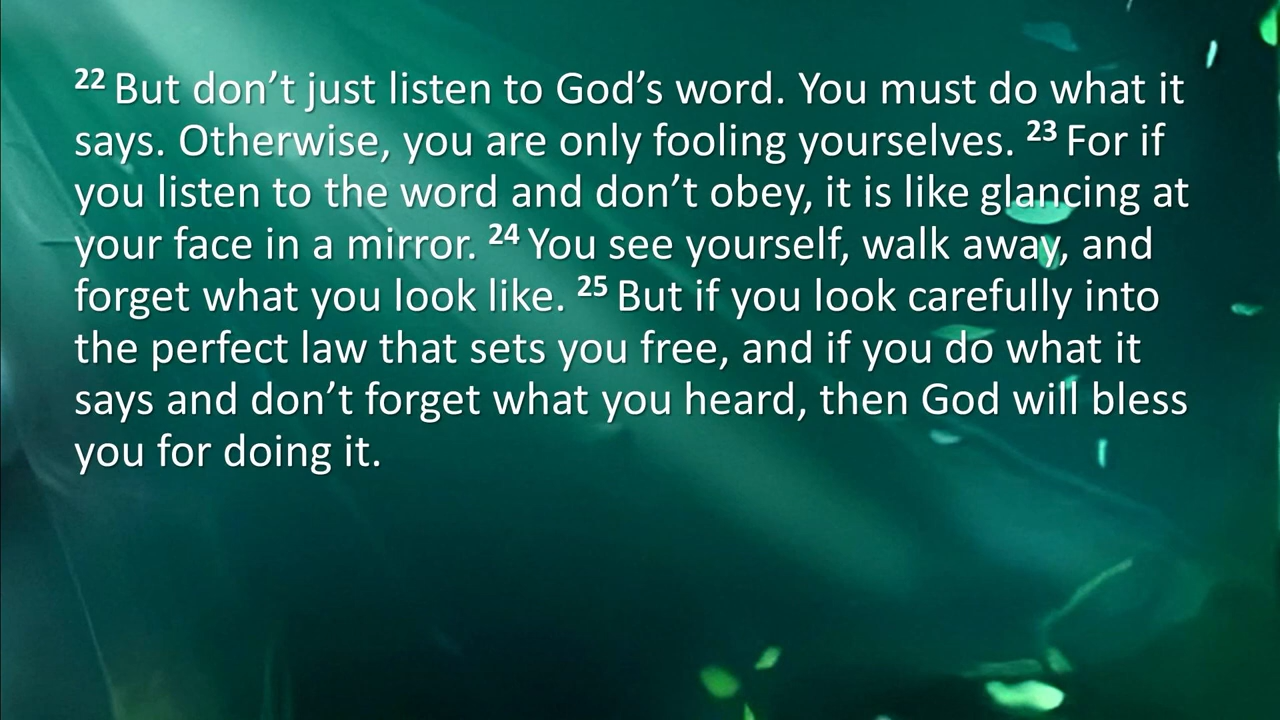 22 But don’t just listen to God’s word. You must do what it
says. Otherwise, you are only fooling yourselves. 23 For if
you listen to the word and don’t obey, it is like glancing at
your face in a mirror. 24 You see yourself, walk away, and
forget what you look like. 25 But if you look carefully into
the perfect law that sets you free, and if you do what it
says and don’t forget what you heard, then God will bless
you for doing it.